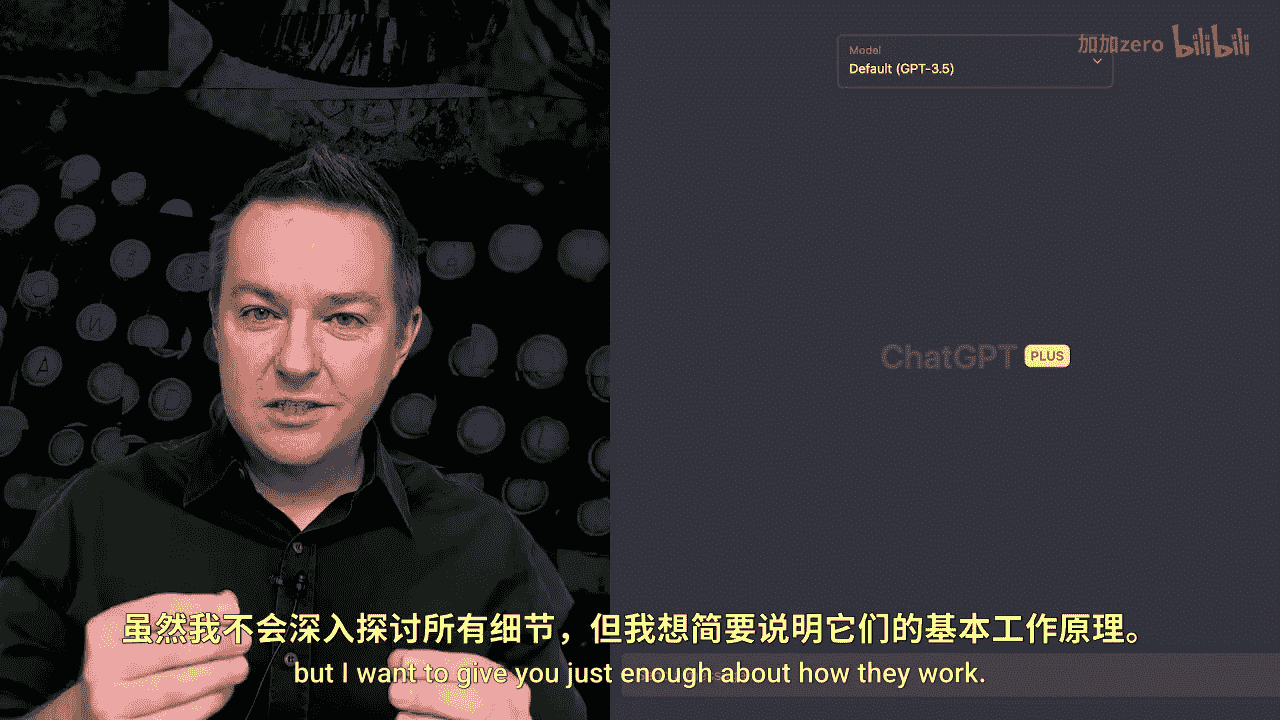 加加zero bilibili
Model
Default (GPT-3.5)
ChatGPT PLUS
虽然我不会深入探讨所有细节，但我想简要说明它们的基本工作原理。
but I want to give you just enough about how they work.